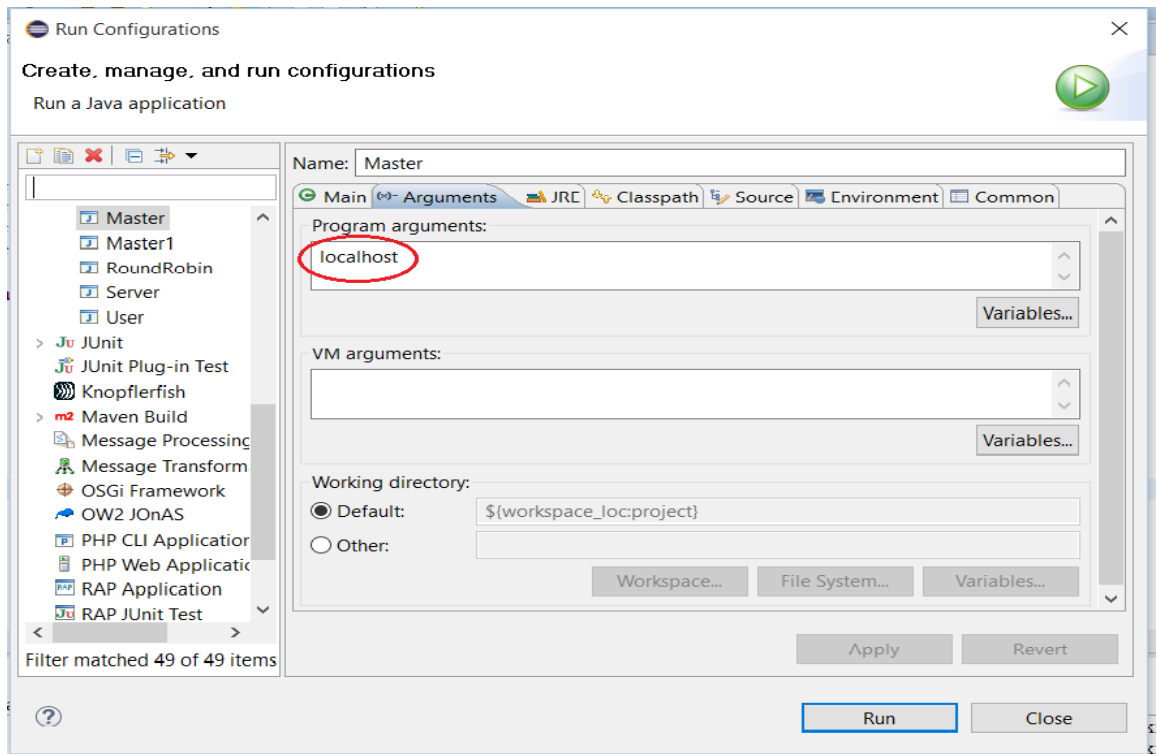 Run Configurations
Create, manage, and run configurations
Run a Java application
Name: Master
Main (x)= Arguments JRE Classpath Source Environment Common
Master
Master1
RoundRobin
Server
User
JUnit
JUnit Plug-in Test
Knopflerfish
m2 Maven Build
Message Processing
Message Transform
OSGi Framework
OW2 JOnAS
PHP CLI Application
PHP Web Applicatic
RAP Application
RAP JUnit Test
Filter matched 49 of 49 items
Program arguments:
localhost
Variables...
VM arguments:
Variables...
Working directory:
Default: ${workspace_loc:project}
Other:
Workspace... File System... Variables...
Apply Revert
Run Close